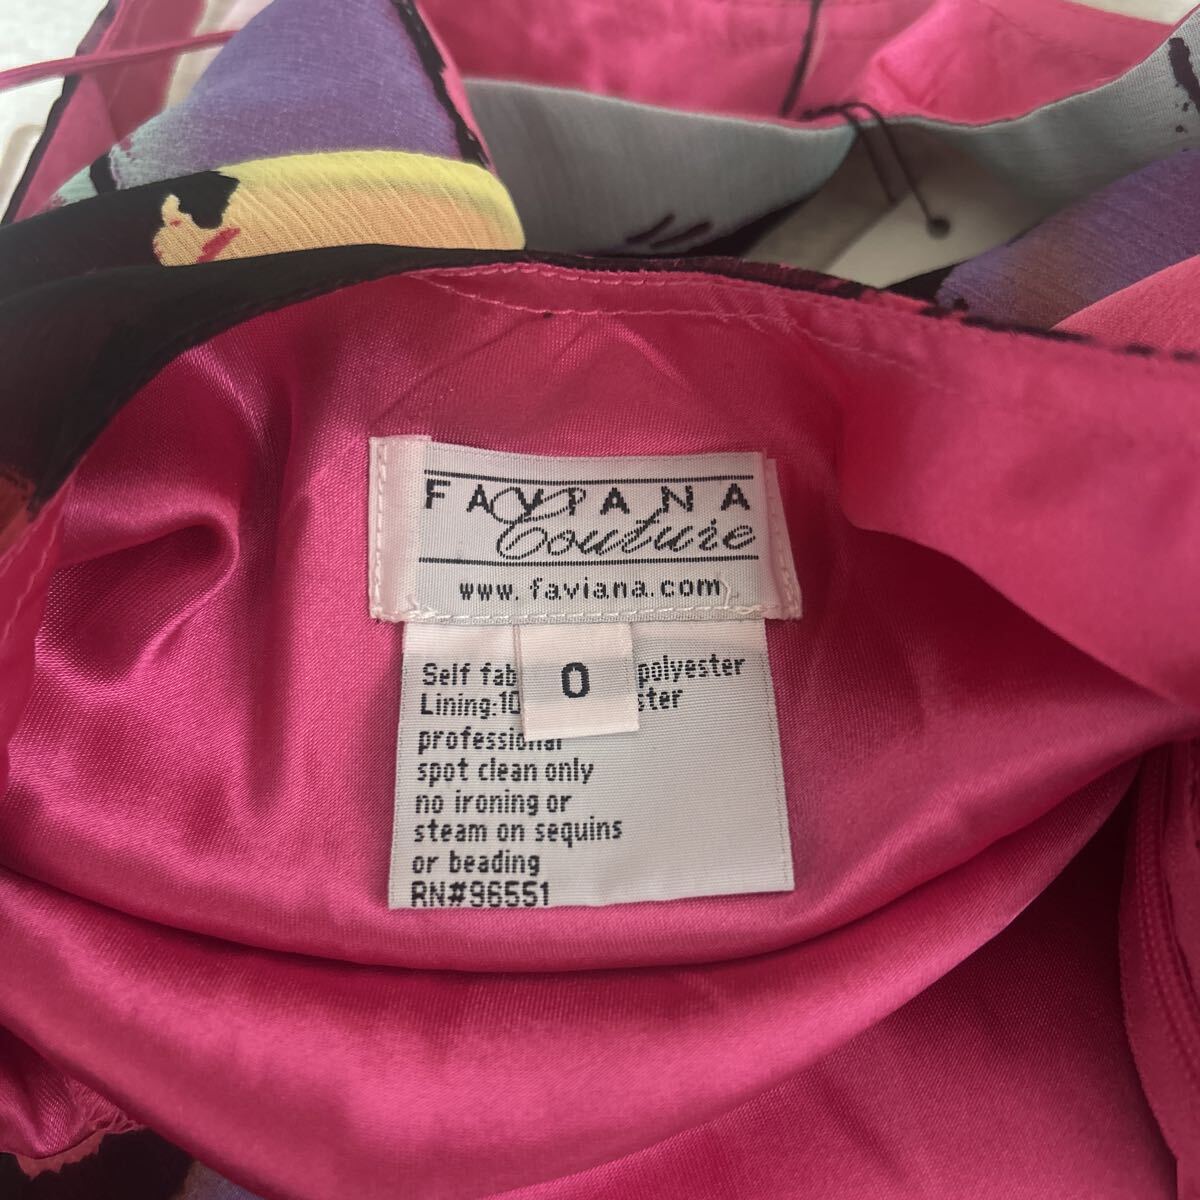 FAVIANA
Couture
www.faviana.com
0
Self fab polyester
Lining:10 ster
professional
spot clean only
no ironing or
steam on sequins
or beading
RN#96551